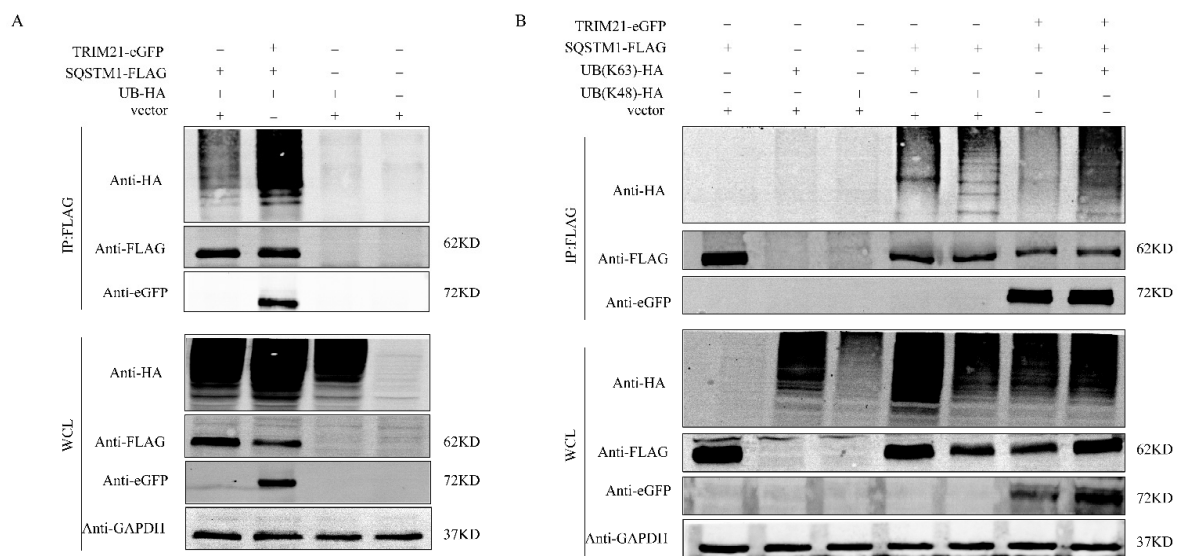 A
TRIM21-eGFP – + – –
SQSTM1-FLAG + + – –
UB-HA | | | –
vector + – + +
IP:FLAG
Anti-HA
Anti-FLAG 62KD
Anti-eGFP 72KD
WCL
Anti-HA
Anti-FLAG 62KD
Anti-eGFP 72KD
Anti-GAPDH 37KD
B
TRIM21-eGFP – – – – – + +
SQSTM1-FLAG + – – + + + +
UB(K63)-HA – + – + – – +
UB(K48)-HA – – | – | | –
vector + + + + + – –
IP:FLAG
Anti-HA
Anti-FLAG 62KD
Anti-eGFP 72KD
WCL
Anti-HA
Anti-FLAG 62KD
Anti-eGFP 72KD
Anti-GAPDH 37KD